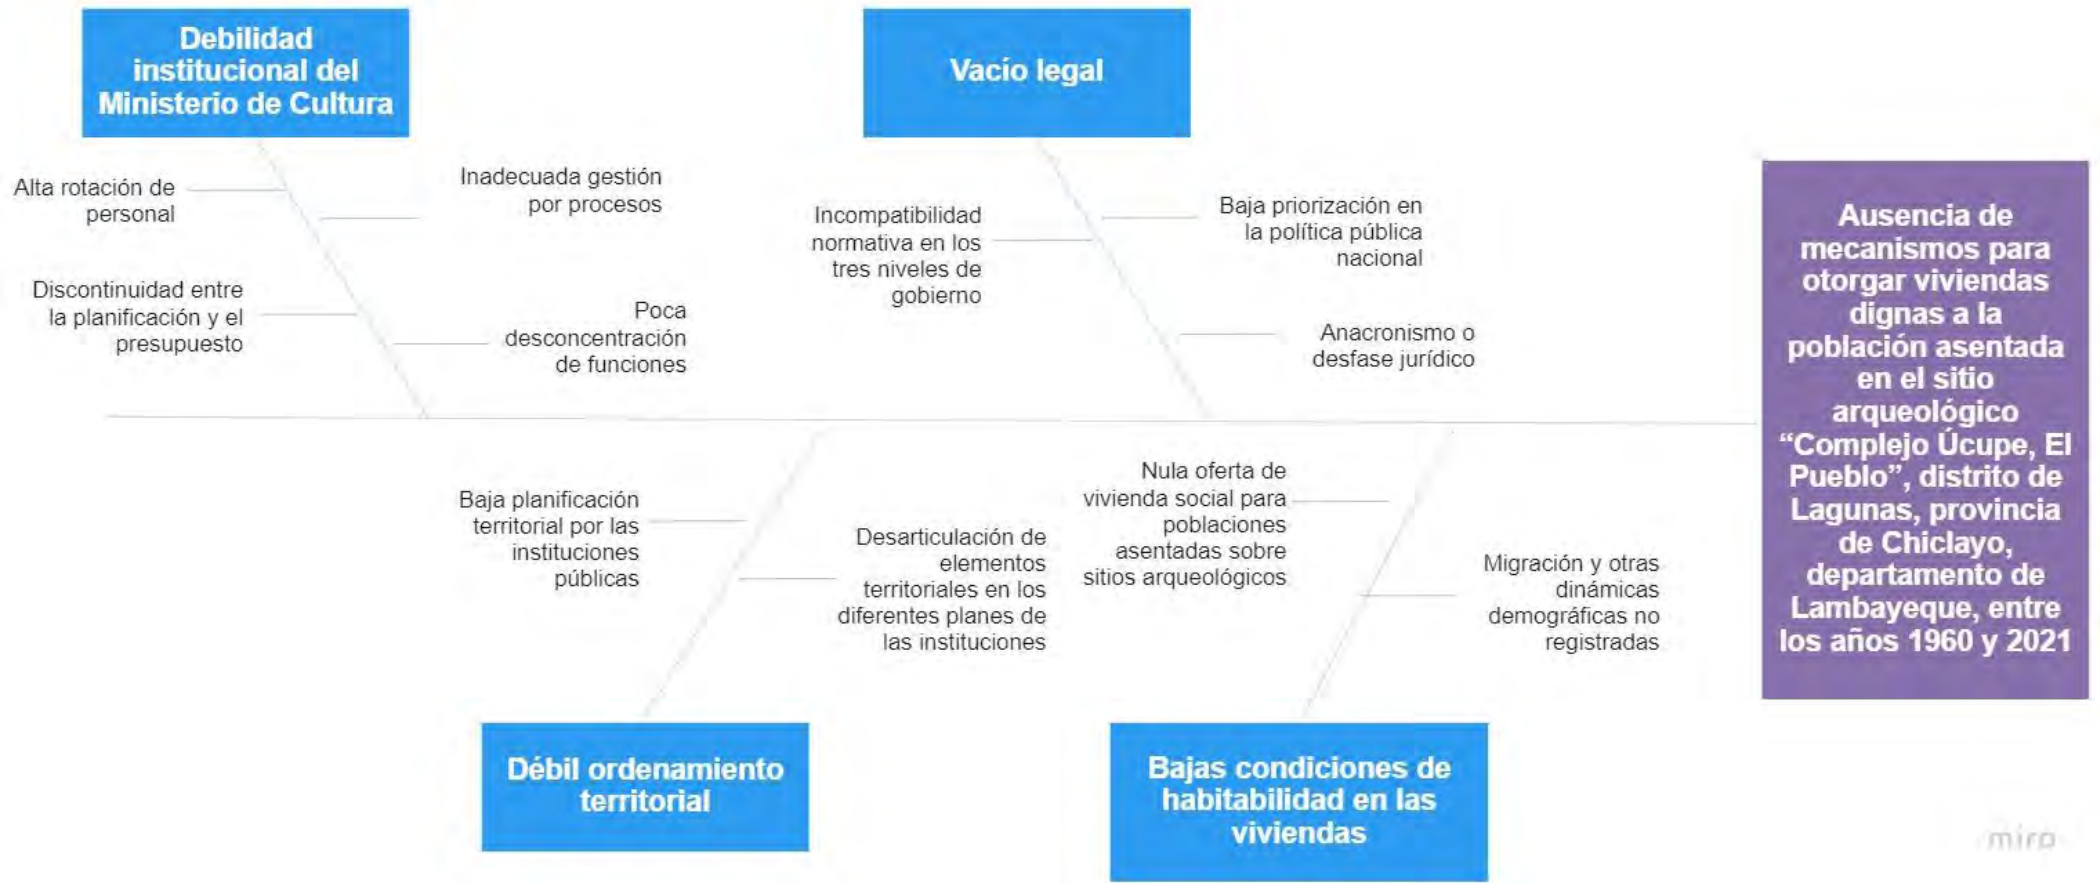 Debilidad
institucional del
Ministerio de Cultura
Alta rotación de
personal
Inadecuada gestión
por procesos
Discontinuidad entre
la planificación y el
presupuesto
Poca
desconcentración
de funciones
Vacío legal
Incompatibilidad
normativa en los
tres niveles de
gobierno
Baja priorización en
la política pública
nacional
Anacronismo o
desfase jurídico
Ausencia de
mecanismos para
otorgar viviendas
dignas a la
población asentada
en el sitio
arqueológico
“Complejo Úcupe, El
Pueblo”, distrito de
Lagunas, provincia
de Chiclayo,
departamento de
Lambayeque, entre
los años 1960 y 2021
Baja planificación
territorial por las
instituciones
públicas
Desarticulación de
elementos
territoriales en los
diferentes planes de
las instituciones
Débil ordenamiento
territorial
Nula oferta de
vivienda social para
poblaciones
asentadas sobre
sitios arqueológicos
Migración y otras
dinámicas
demográficas no
registradas
Bajas condiciones de
habitabilidad en las
viviendas
miro